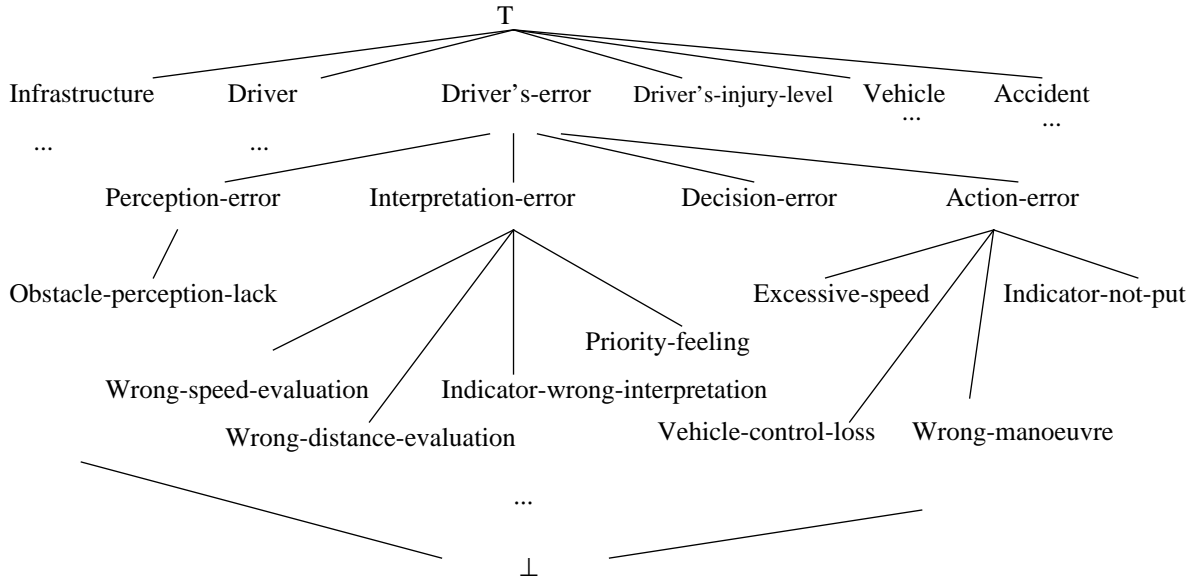 T
Infrastructure Driver Driver's-error Driver's-injury-level Vehicle Accident
... ... ... ...
Perception-error Interpretation-error Decision-error Action-error
Obstacle-perception-lack Excessive-speed Indicator-not-put
Priority-feeling
Wrong-speed-evaluation Indicator-wrong-interpretation
Wrong-distance-evaluation Vehicle-control-loss Wrong-manoeuvre
...
⊥